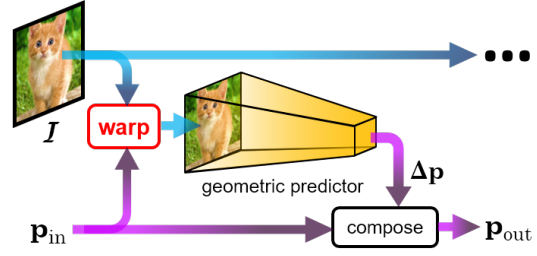 𝓘
warp
geometric predictor
Δp
p_in
compose
p_out